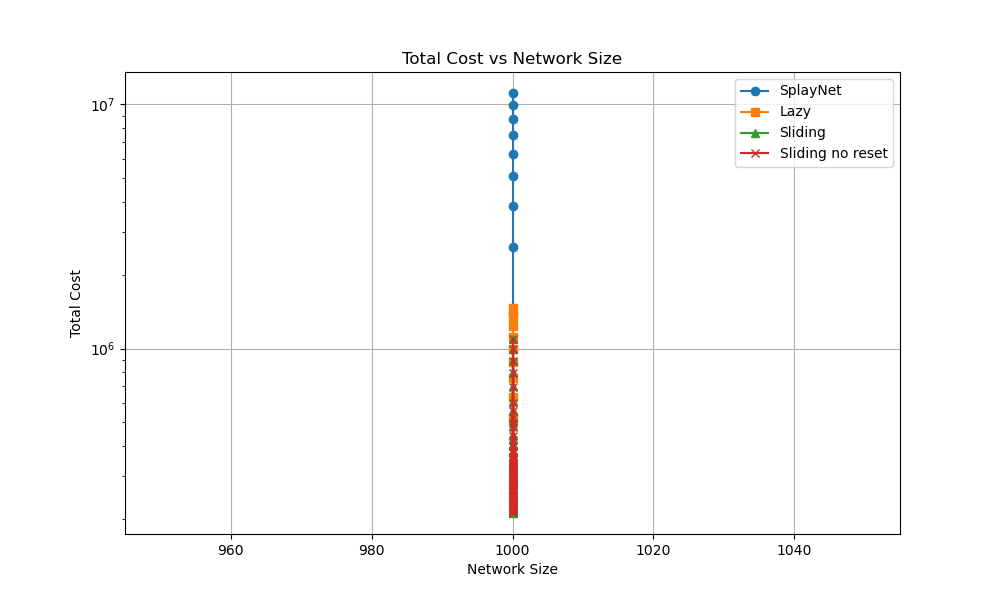 Total Cost vs Network Size
Total Cost
10^7
10^6
SplayNet
Lazy
Sliding
Sliding no reset
960
980
1000
1020
1040
Network Size